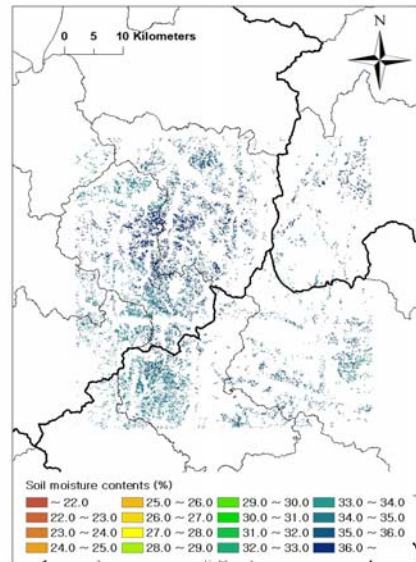 0 5 10 Kilometers
N
Soil moisture contents (%)
~ 22.0 25.0 ~ 26.0 29.0 ~ 30.0 33.0 ~ 34.0
22.0 ~ 23.0 26.0 ~ 27.0 30.0 ~ 31.0 34.0 ~ 35.0
23.0 ~ 24.0 27.0 ~ 28.0 31.0 ~ 32.0 35.0 ~ 36.0
24.0 ~ 25.0 28.0 ~ 29.0 32.0 ~ 33.0 36.0 ~